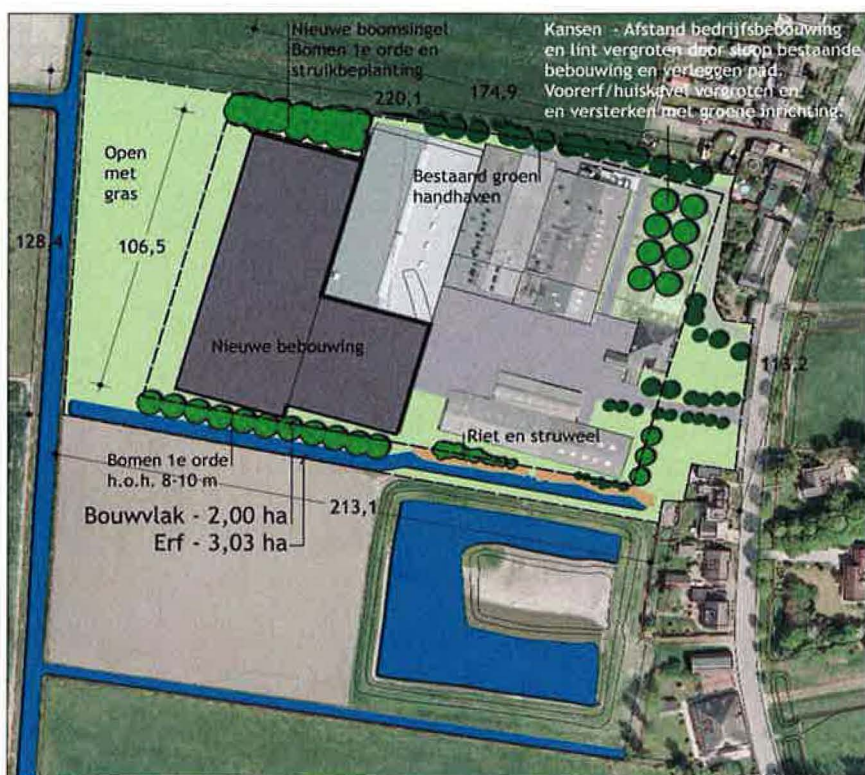 Nieuwe boomsingel
Bomen 1e orde en
struikbeplanting
Kansen - Afstand bedrijfsbebouwing
en lint vergroten door sloop bestaande
bebouwing en verleggen pad.
Voorerf/huiskavel vergroten en
en versterken met groene inrichting.
174,9
220,1
Open
met
gras
Bestaand groen
handhaven
128,4
106,5
Nieuwe bebouwing
113,2
Riet en struweel
Bomen 1e orde
h.o.h. 8-10 m
Bouwvlak - 2,00 ha
Erf - 3,03 ha
213,1